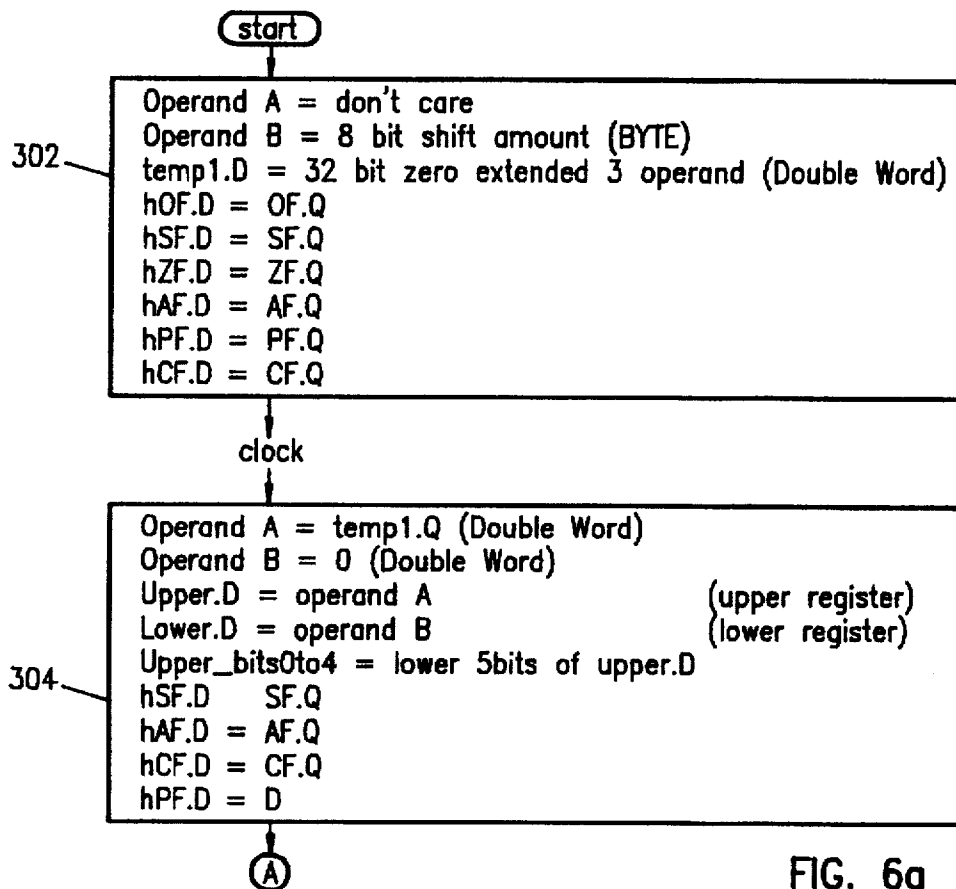 start
302
Operand A = don't care
Operand B = 8 bit shift amount (BYTE)
temp1.D = 32 bit zero extended 3 operand (Double Word)
hOF.D = OF.Q
hSF.D = SF.Q
hZF.D = ZF.Q
hAF.D = AF.Q
hPF.D = PF.Q
hCF.D = CF.Q
clock
304
Operand A = temp1.Q (Double Word)
Operand B = 0 (Double Word)
Upper.D = operand A (upper register)
Lower.D = operand B (lower register)
Upper_bits0to4 = lower 5bits of upper.D
hSF.D SF.Q
hAF.D = AF.Q
hCF.D = CF.Q
hPF.D = D
A
FIG. 6a